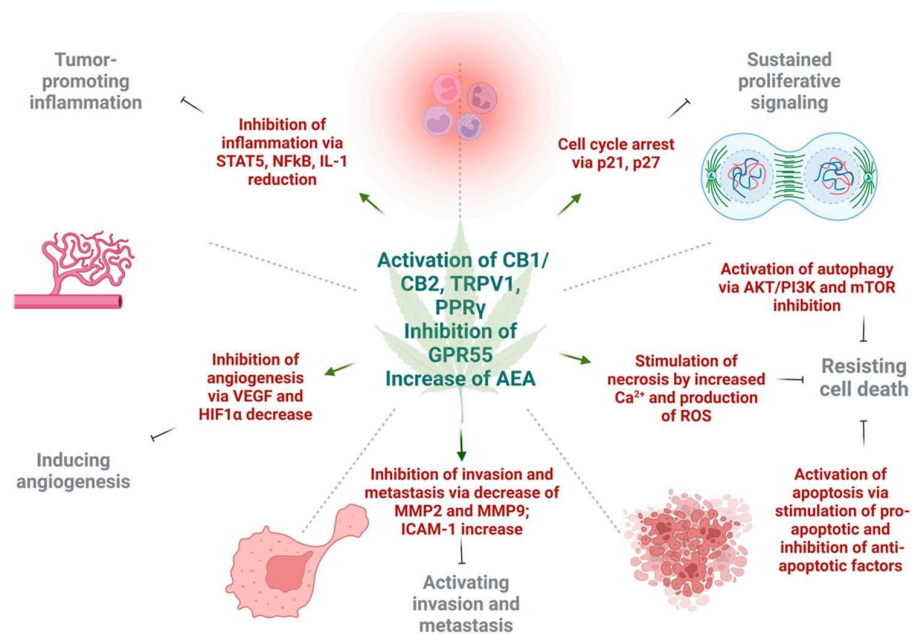 Tumor-
promoting
inflammation
Inhibition of
inflammation via
STAT5, NFkB, IL-1
reduction
Cell cycle arrest
via p21, p27
Sustained
proliferative
signaling
Activation of CB1/
CB2, TRPV1,
PPRγ
Inhibition of
GPR55
Increase of AEA
Activation of autophagy
via AKT/PI3K and mTOR
inhibition
Inhibition of
angiogenesis
via VEGF and
HIF1α decrease
Stimulation of
necrosis by increased
Ca²⁺ and production
of ROS
Resisting
cell death
Inducing
angiogenesis
Inhibition of invasion and
metastasis via decrease of
MMP2 and MMP9;
ICAM-1 increase
Activation of
apoptosis via
stimulation of pro-
apoptotic and
inhibition of anti-
apoptotic factors
Activating
invasion and
metastasis